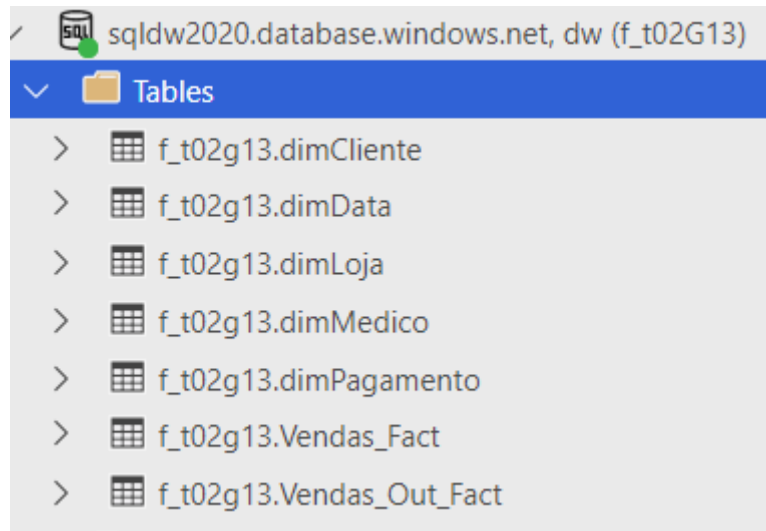 SQL sqldw2020.database.windows.net, dw (f_t02G13)
Tables
f_t02g13.dimCliente
f_t02g13.dimData
f_t02g13.dimLoja
f_t02g13.dimMedico
f_t02g13.dimPagamento
f_t02g13.Vendas_Fact
f_t02g13.Vendas_Out_Fact